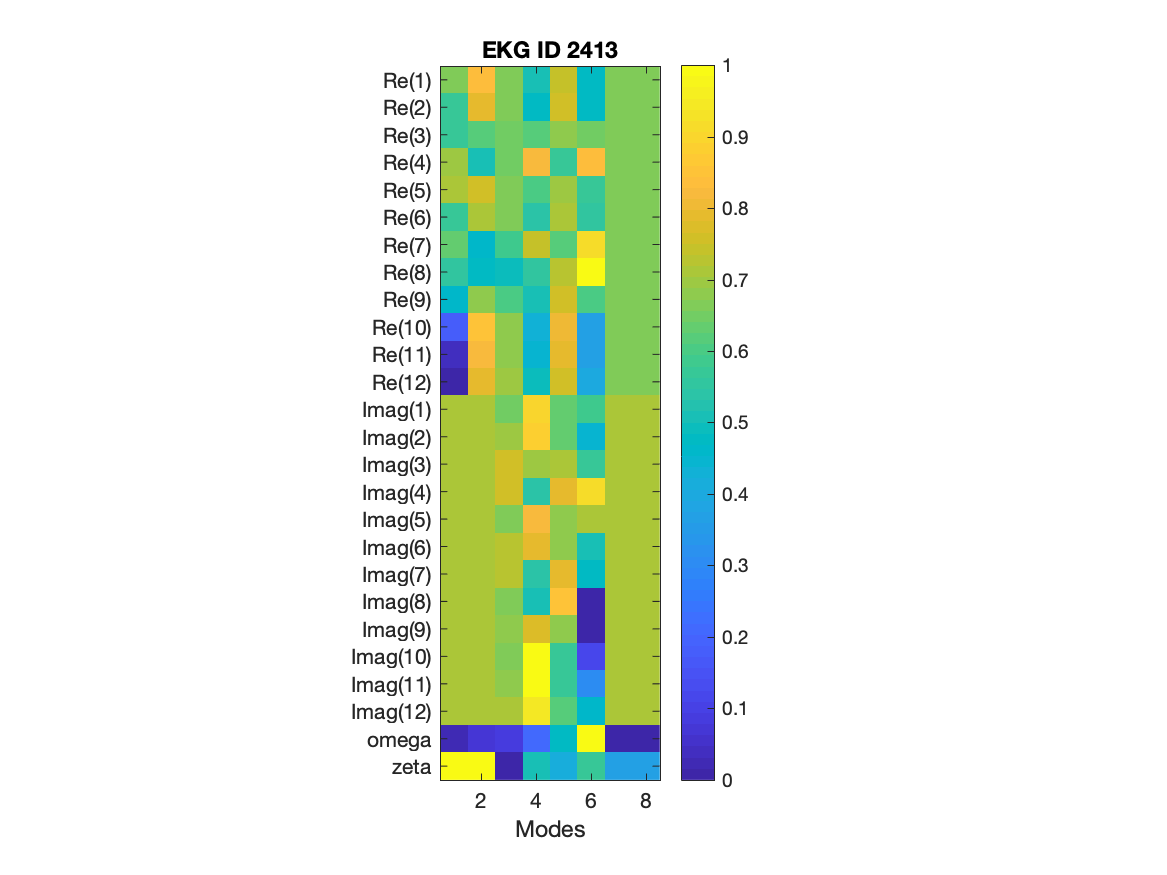 EKG ID 2413
Re(1)
Re(2)
Re(3)
Re(4)
Re(5)
Re(6)
Re(7)
Re(8)
Re(9)
Re(10)
Re(11)
Re(12)
Imag(1)
Imag(2)
Imag(3)
Imag(4)
Imag(5)
Imag(6)
Imag(7)
Imag(8)
Imag(9)
Imag(10)
Imag(11)
Imag(12)
omega
zeta
2 4 6 8
Modes
1
0.9
0.8
0.7
0.6
0.5
0.4
0.3
0.2
0.1
0